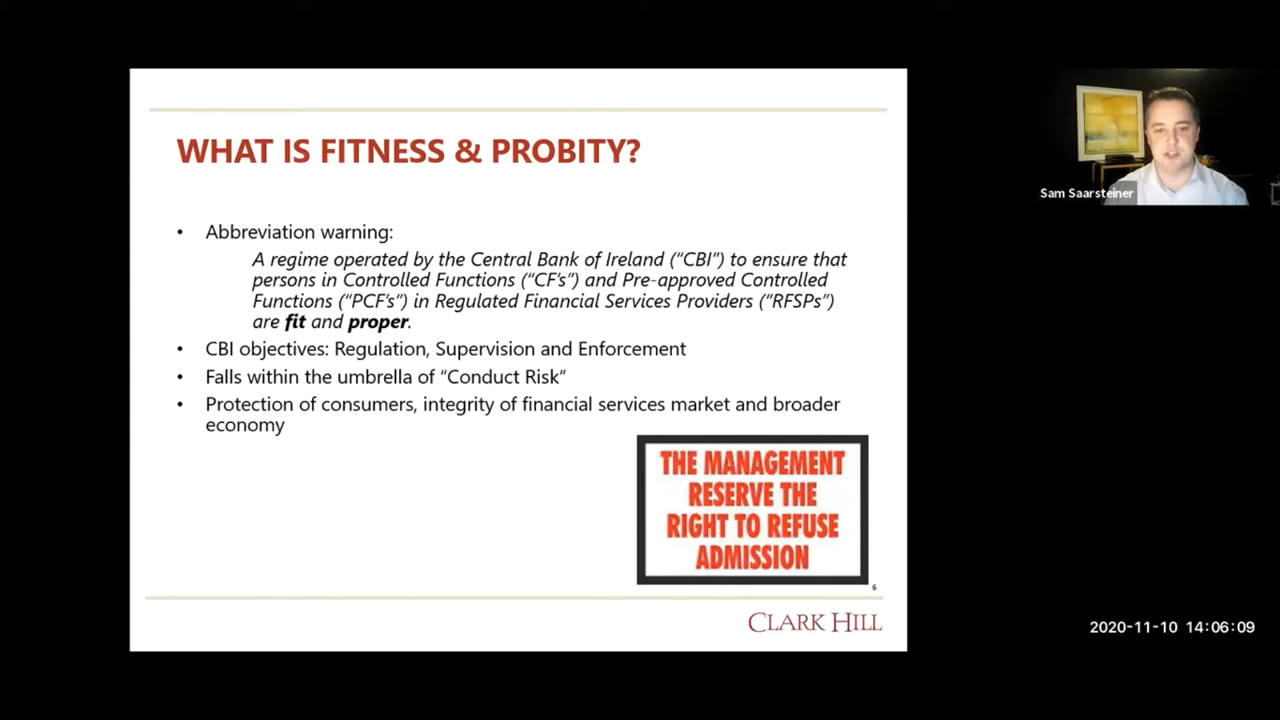 WHAT IS FITNESS & PROBITY?
• Abbreviation warning:
A regime operated by the Central Bank of Ireland (“CBI”) to ensure that
persons in Controlled Functions (“CF’s”) and Pre-approved Controlled
Functions (“PCF’s”) in Regulated Financial Services Providers (“RFSPs”)
are fit and proper.
• CBI objectives: Regulation, Supervision and Enforcement
• Falls within the umbrella of “Conduct Risk”
• Protection of consumers, integrity of financial services market and broader
economy
THE MANAGEMENT
RESERVE THE
RIGHT TO REFUSE
ADMISSION
6
CLARK HILL
Sam Saarsteiner
2020-11-10 14:06:09